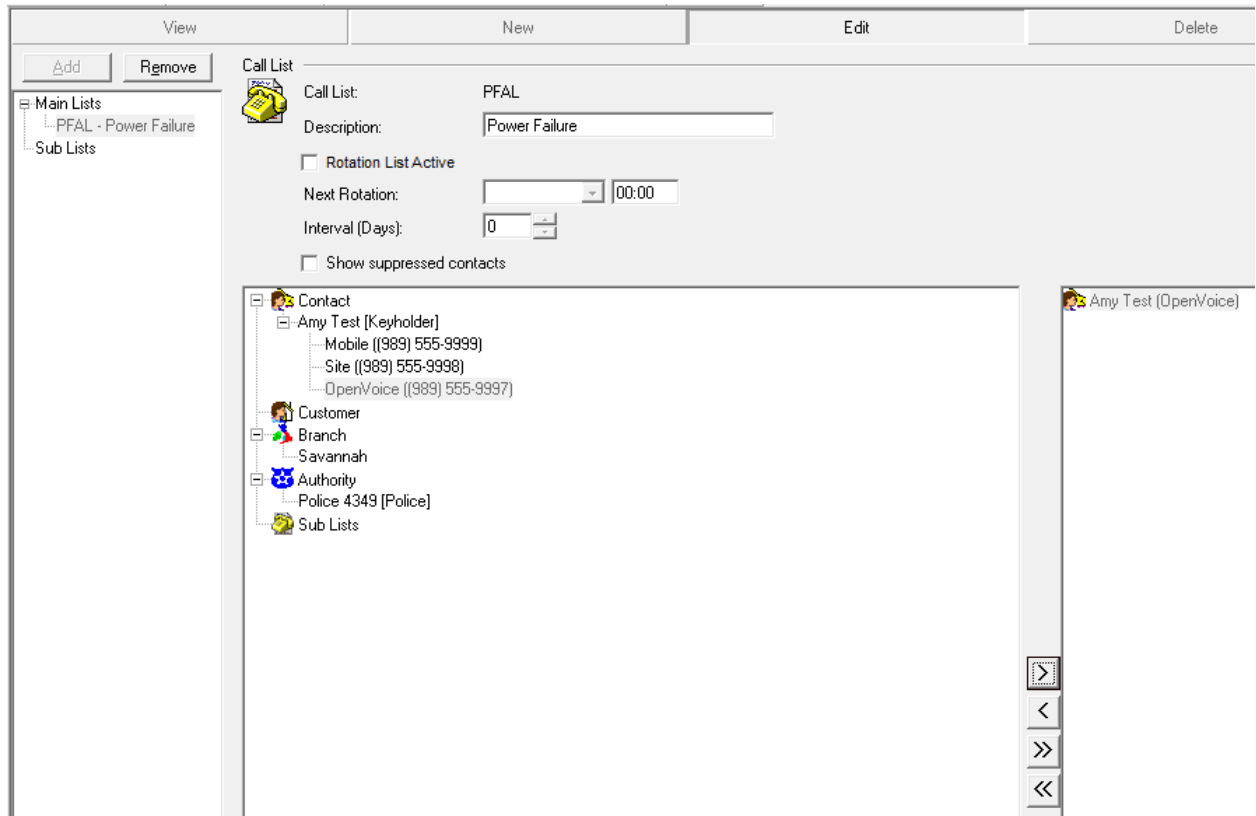 View New Edit Delete
Add Remove
Main Lists
PFAL - Power Failure
Sub Lists
Call List
Call List: PFAL
Description: Power Failure
Rotation List Active
Next Rotation: 00:00
Interval (Days): 0
Show suppressed contacts
Contact
Amy Test [Keyholder]
Mobile ((989) 555-9999)
Site ((989) 555-9998)
OpenVoice ((989) 555-9997)
Customer
Branch
Savannah
Authority
Police 4349 [Police]
Sub Lists
>
<
>>
<<
Amy Test (OpenVoice)